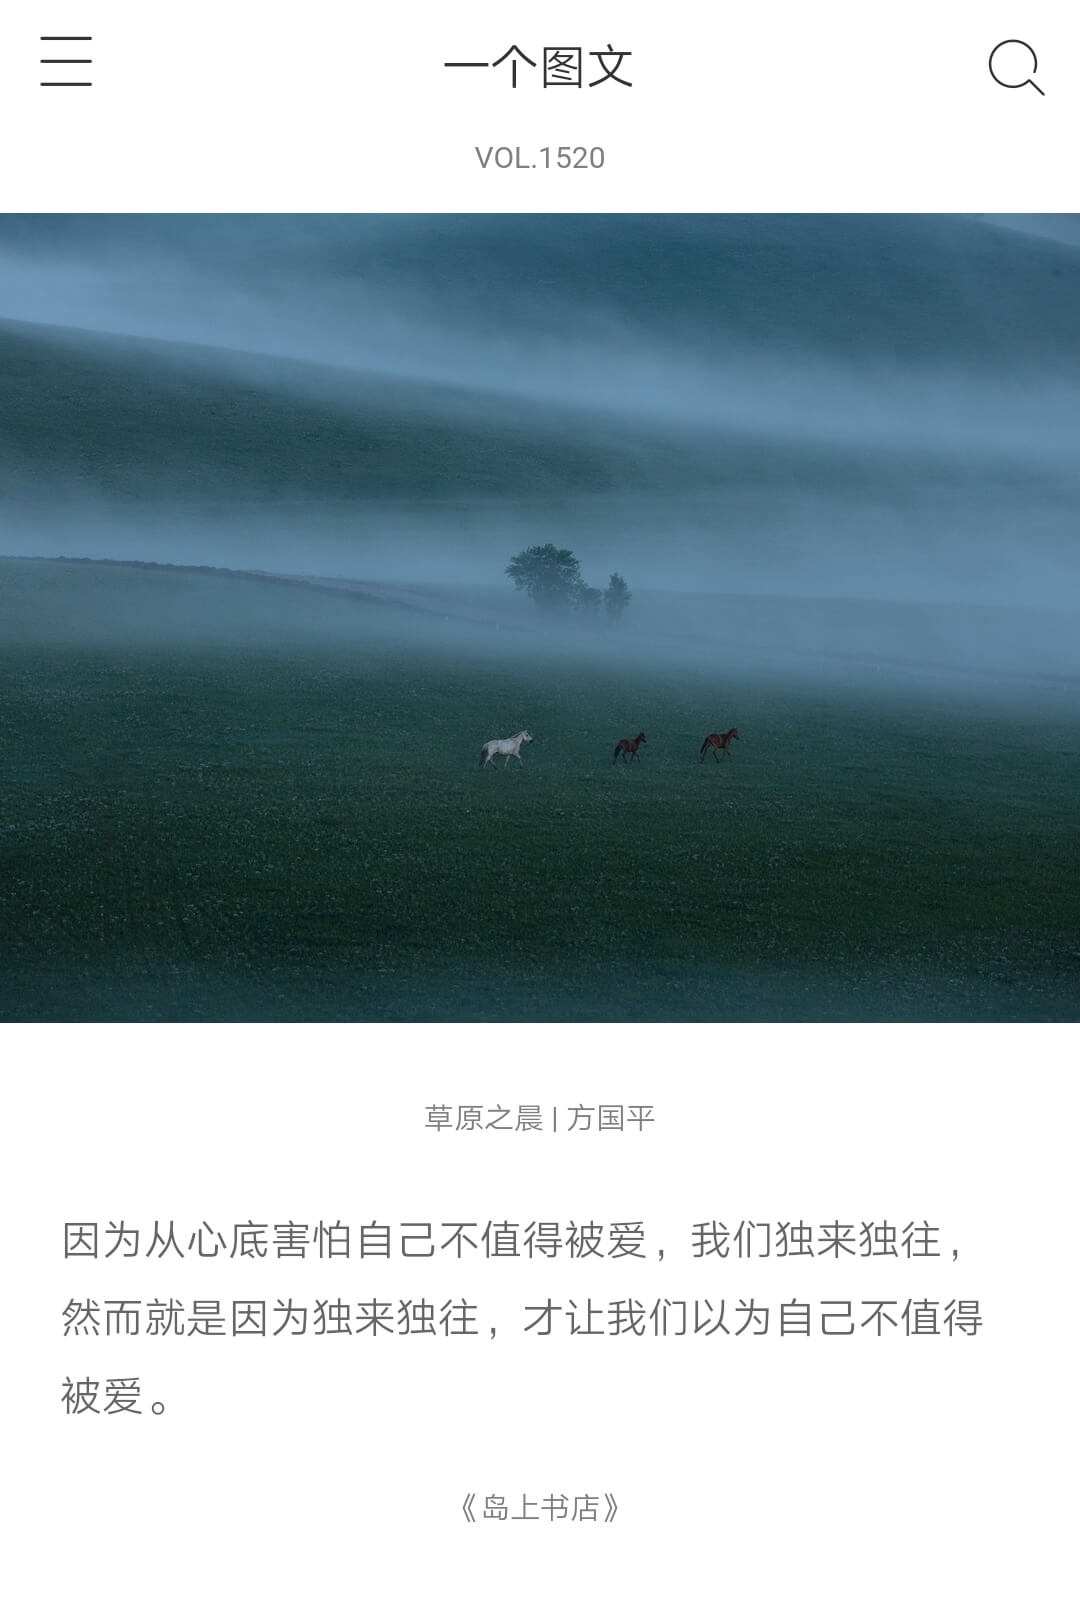 一个图文
VOL.1520
草原之晨 | 方国平
因为从心底害怕自己不值得被爱，我们独来独往，
然而就是因为独来独往，才让我们以为自己不值得
被爱。
《岛上书店》